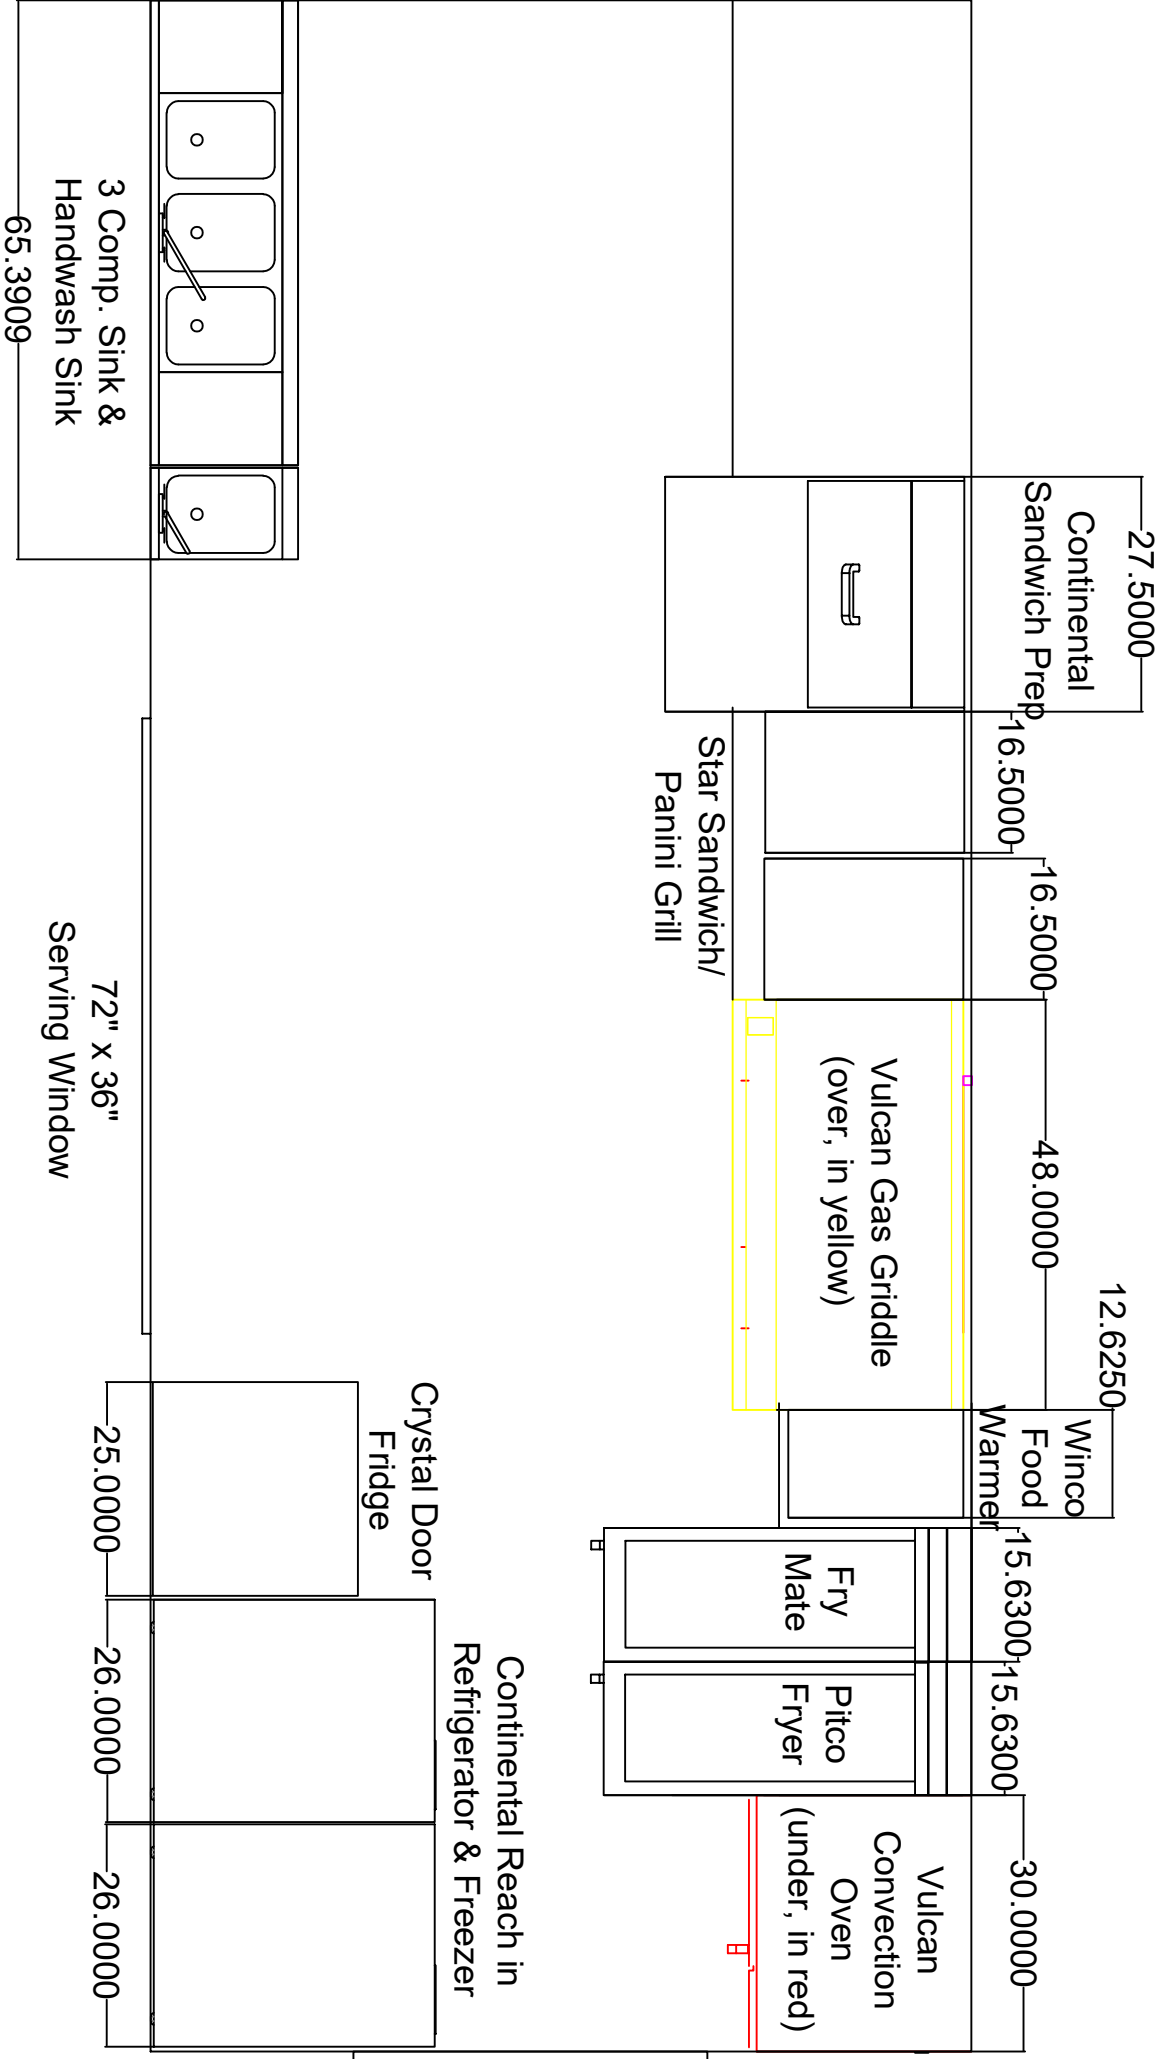 27.5000
Continental
Sandwich Prep
16.5000
16.5000
Star Sandwich/
Panini Grill
48.0000
Vulcan Gas Griddle
(over, in yellow)
12.6250
Winco
Food
Warmer
15.6300
Fry
Mate
15.6300
Pitco
Fryer
30.0000
Vulcan
Convection
Oven
(under, in red)
3 Comp. Sink &
Handwash Sink
65.3909
72" x 36"
Serving Window
Crystal Door
Fridge
25.0000
Continental Reach in
Refrigerator & Freezer
26.0000
26.0000